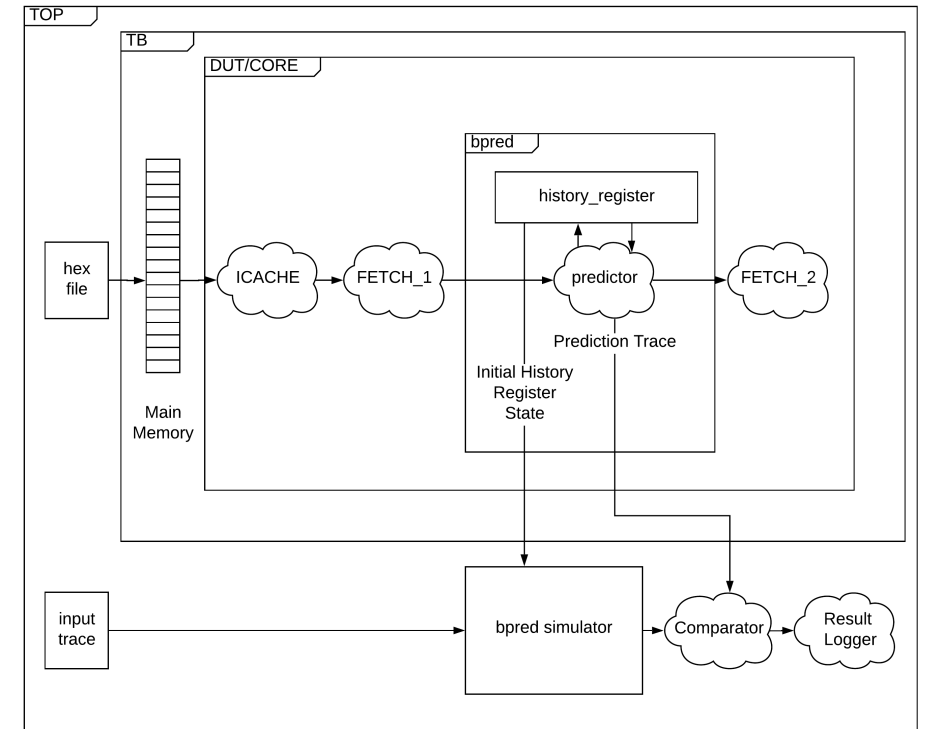 TOP
TB
DUT/CORE
bpred
history_register
hex
file
ICACHE
FETCH_1
predictor
FETCH_2
Prediction Trace
Initial History
Register
State
Main
Memory
input
trace
bpred simulator
Comparator
Result
Logger